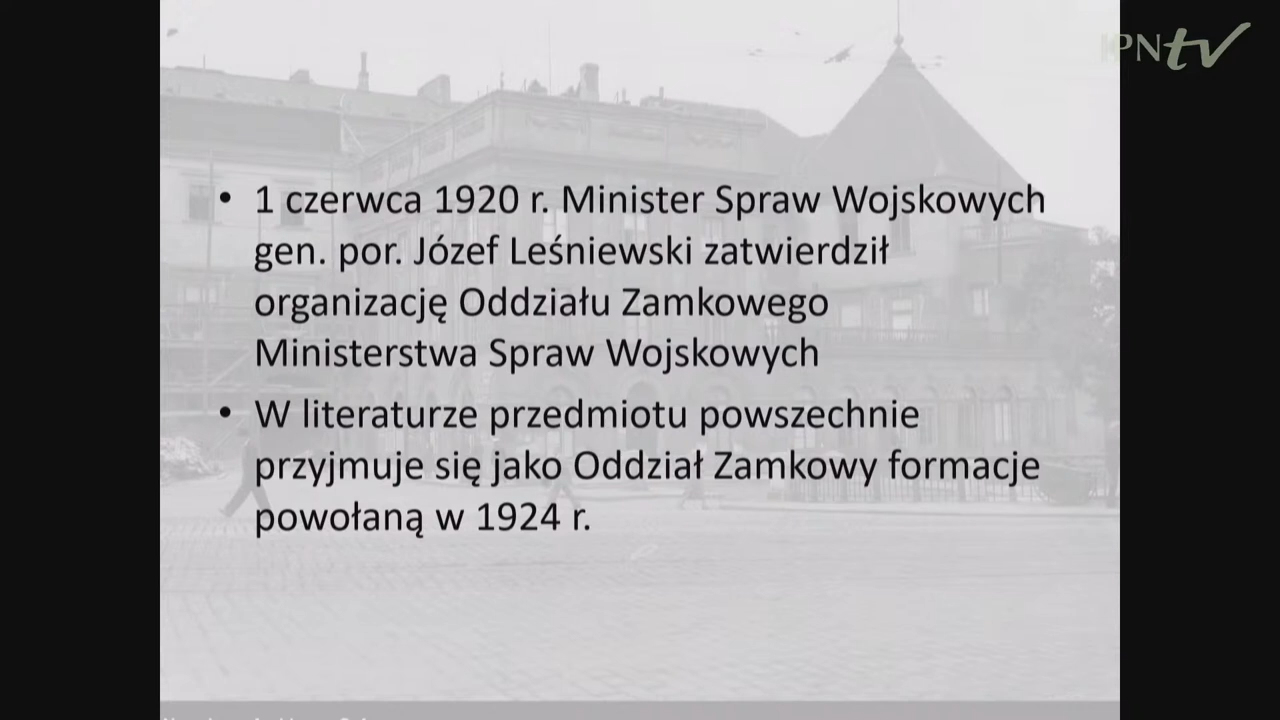 IPNtv
• 1 czerwca 1920 r. Minister Spraw Wojskowych
gen. por. Józef Leśniewski zatwierdził
organizację Oddziału Zamkowego
Ministerstwa Spraw Wojskowych
• W literaturze przedmiotu powszechnie
przyjmuje się jako Oddział Zamkowy formacje
powołaną w 1924 r.